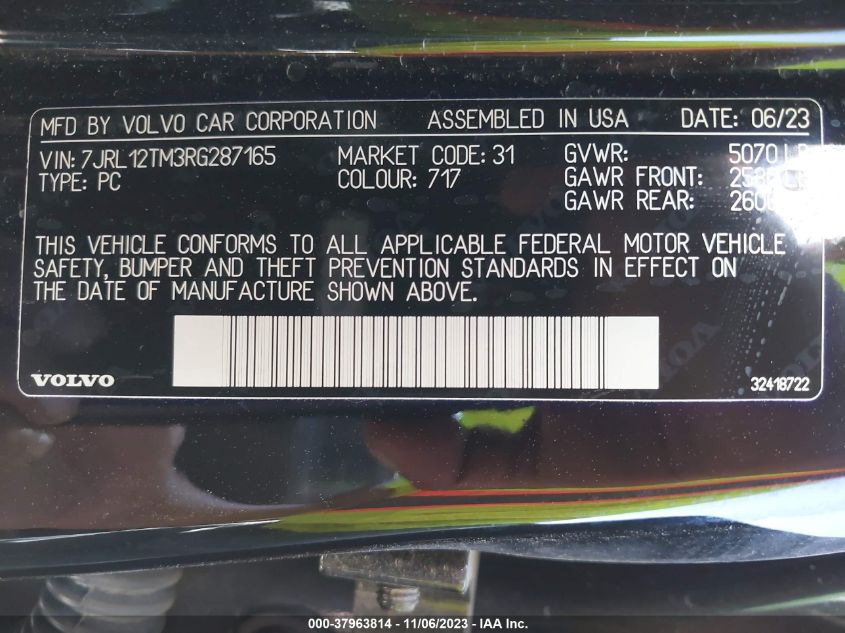 MFD BY VOLVO CAR CORPORATION ASSEMBLED IN USA DATE: 06/23
VIN: 7JRL12TM3RG287165 MARKET CODE: 31 GVWR: 5070
TYPE: PC COLOUR: 717 GAWR FRONT:
GAWR REAR:
THIS VEHICLE CONFORMS TO ALL APPLICABLE FEDERAL MOTOR VEHICLE
SAFETY, BUMPER AND THEFT PREVENTION STANDARDS IN EFFECT ON
THE DATE OF MANUFACTURE SHOWN ABOVE.
VOLVO 32418722
000-37963814 - 11/06/2023 - IAA Inc.